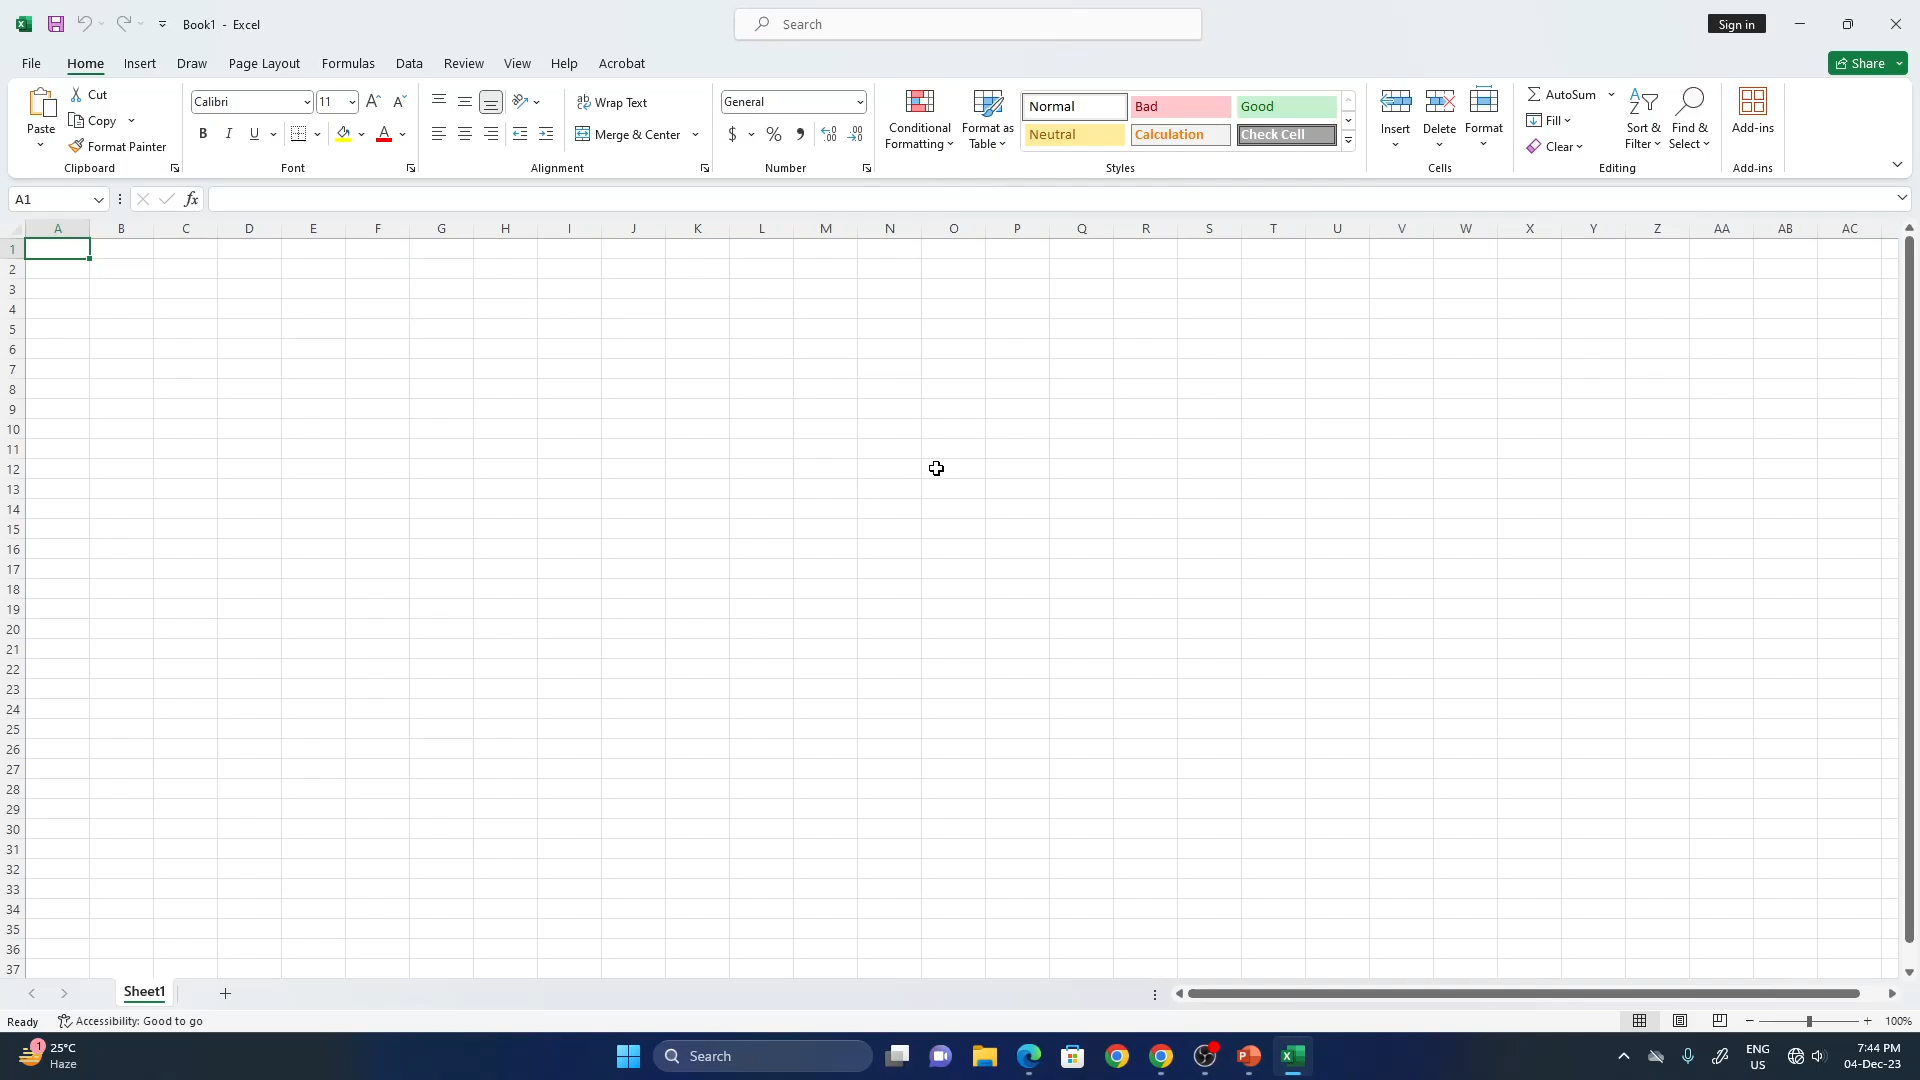 Book1 - Excel
Search
Sign in
File Home Insert Draw Page Layout Formulas Data Review View Help Acrobat
Share
Paste
Cut
Copy
Format Painter
Clipboard
Calibri 11
B I U
Font
ab Wrap Text
Merge & Center
Alignment
General
$ % ,
Number
Conditional
Formatting
Format as
Table
Normal Bad Good
Neutral Calculation Check Cell
Styles
Insert Delete Format
Cells
AutoSum
Fill
Clear
Sort &
Filter
Find &
Select
Editing
Add-ins
Add-ins
A1
fx
A B C D E F G H I J K L M N O P Q R S T U V W X Y Z AA AB AC
1
2
3
4
5
6
7
8
9
10
11
12
13
14
15
16
17
18
19
20
21
22
23
24
25
26
27
28
29
30
31
32
33
34
35
36
37
Sheet1
Ready Accessibility: Good to go
100%
1
25°C
Haze
Search
ENG
US
7:44 PM
04-Dec-23